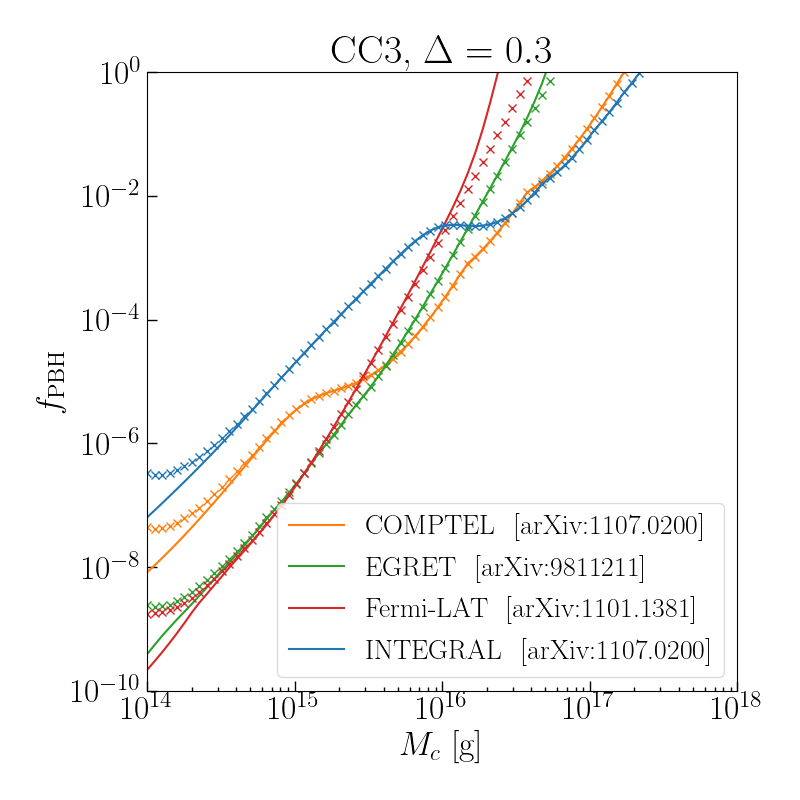 CC3, Δ = 0.3
10^0
10^−2
10^−4
10^−6
10^−8
10^−10
f_PBH
COMPTEL [arXiv:1107.0200]
EGRET [arXiv:9811211]
Fermi-LAT [arXiv:1101.1381]
INTEGRAL [arXiv:1107.0200]
10^14 10^15 10^16 10^17 10^18
M_c [g]